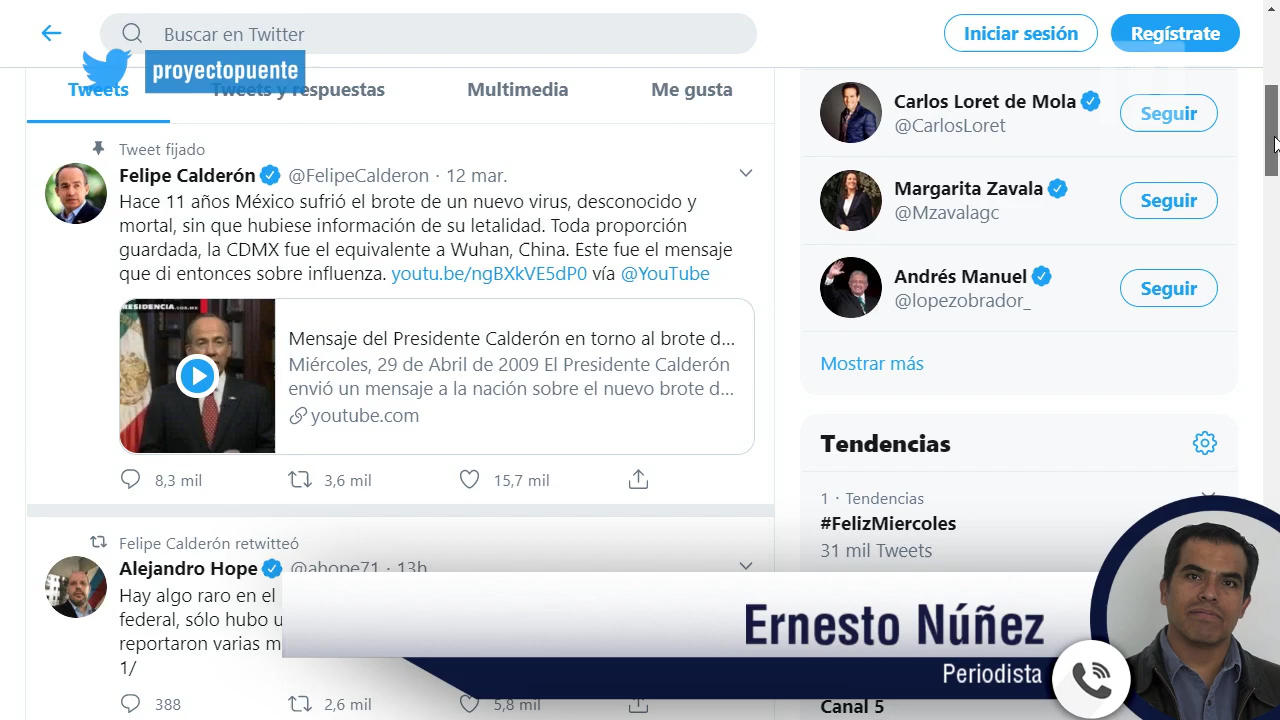 Buscar en Twitter
Iniciar sesión
Regístrate
proyectopuente
Tweets
Tweets y respuestas
Multimedia
Me gusta
Tweet fijado
Felipe Calderón @FelipeCalderon · 12 mar.
Hace 11 años México sufrió el brote de un nuevo virus, desconocido y
mortal, sin que hubiese información de su letalidad. Toda proporción
guardada, la CDMX fue el equivalente a Wuhan, China. Este fue el mensaje
que di entonces sobre influenza. youtu.be/ngBXkVE5dP0 vía @YouTube
Mensaje del Presidente Calderón en torno al brote d...
Miércoles, 29 de Abril de 2009 El Presidente Calderón
envió un mensaje a la nación sobre el nuevo brote d...
youtube.com
8,3 mil
3,6 mil
15,7 mil
Felipe Calderón retwitteó
Alejandro Hope @ahope71 · 13h
Hay algo raro en el
federal, sólo hubo
reportaron varias
1/
388
2,6 mil
5,8 mil
Carlos Loret de Mola
@CarlosLoret
Seguir
Margarita Zavala
@Mzavalagc
Seguir
Andrés Manuel
@lopezobrador_
Seguir
Mostrar más
Tendencias
1 · Tendencias
#FelizMiercoles
31 mil Tweets
Canal 5
Ernesto Núñez
Periodista